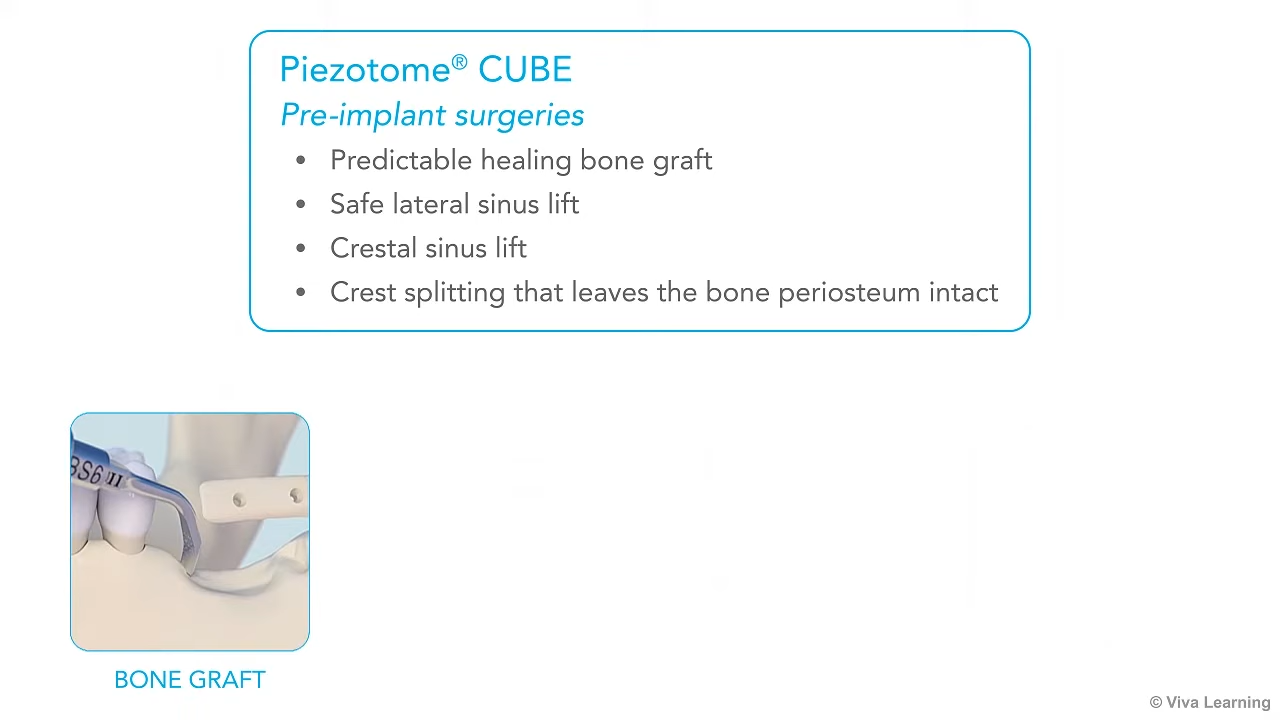 Piezotome® CUBE
Pre-implant surgeries
• Predictable healing bone graft
• Safe lateral sinus lift
• Crestal sinus lift
• Crest splitting that leaves the bone periosteum intact
BS6 II
BONE GRAFT
© Viva Learning